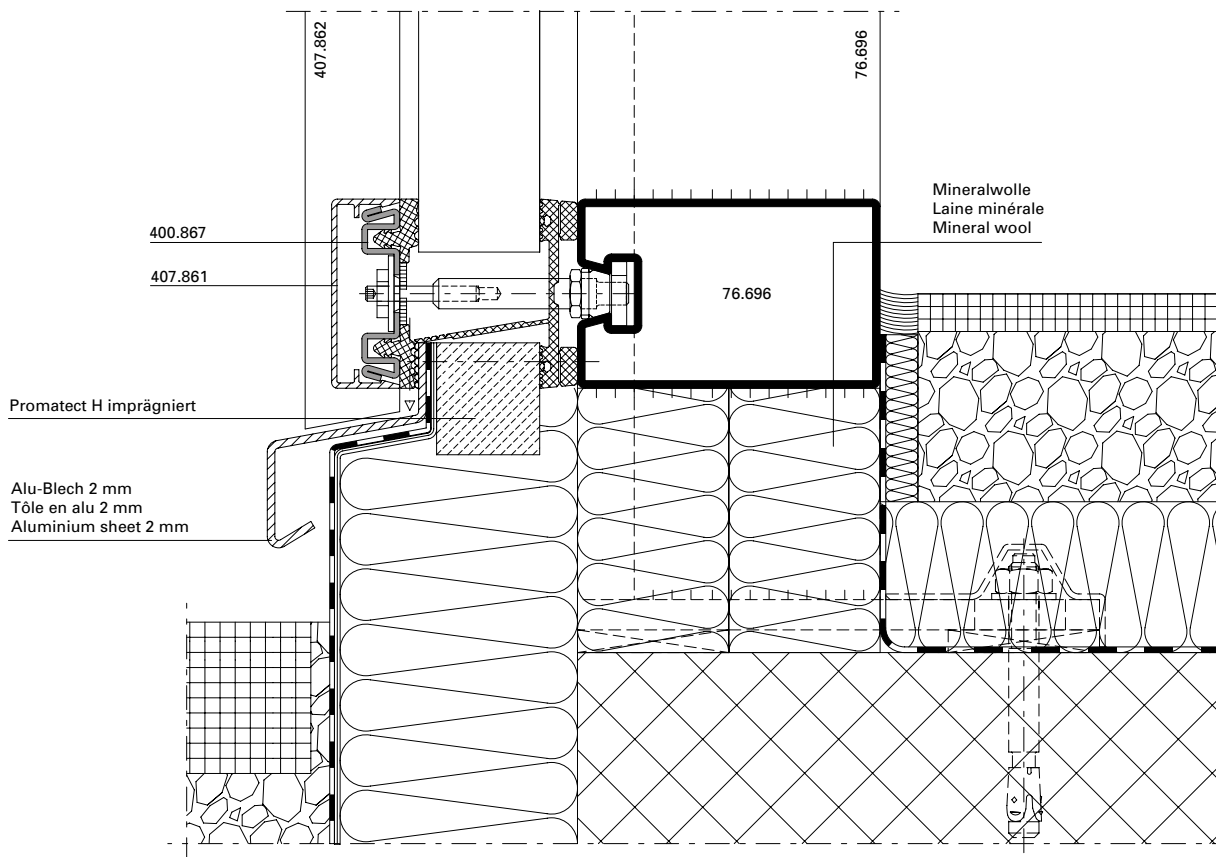 407.862
76.696
Mineralwolle
Laine minérale
Mineral wool
400.867
407.861
76.696
Promatect H imprägniert
Alu-Blech 2 mm
Tôle en alu 2 mm
Aluminium sheet 2 mm